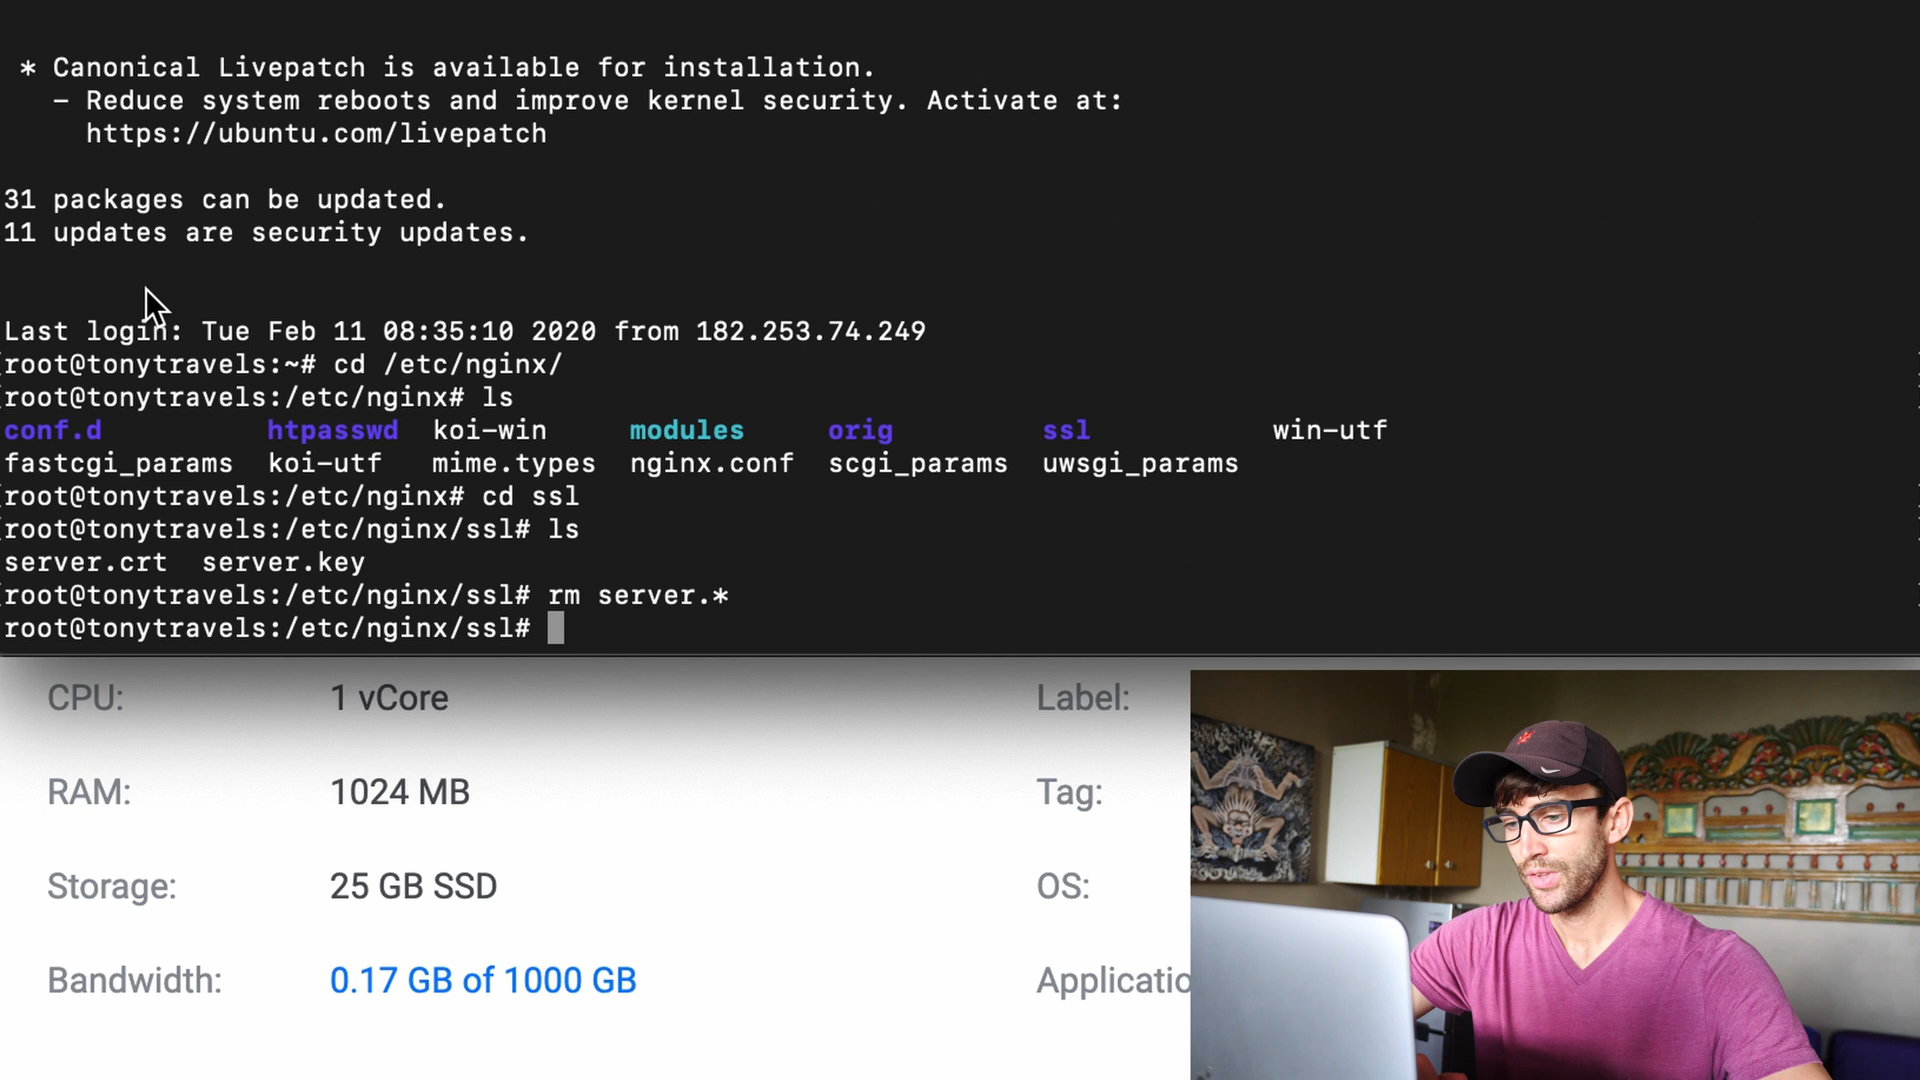 * Canonical Livepatch is available for installation.
- Reduce system reboots and improve kernel security. Activate at:
https://ubuntu.com/livepatch
31 packages can be updated.
11 updates are security updates.
Last login: Tue Feb 11 08:35:10 2020 from 182.253.74.249
[root@tonytravels:~# cd /etc/nginx/
[root@tonytravels:/etc/nginx# ls
conf.d htpasswd koi-win modules orig ssl win-utf
fastcgi_params koi-utf mime.types nginx.conf scgi_params uwsgi_params
[root@tonytravels:/etc/nginx# cd ssl
[root@tonytravels:/etc/nginx/ssl# ls
server.crt server.key
[root@tonytravels:/etc/nginx/ssl# rm server.*
root@tonytravels:/etc/nginx/ssl#
CPU: 1 vCore Label:
RAM: 1024 MB Tag:
Storage: 25 GB SSD OS:
Bandwidth: 0.17 GB of 1000 GB Applicatio